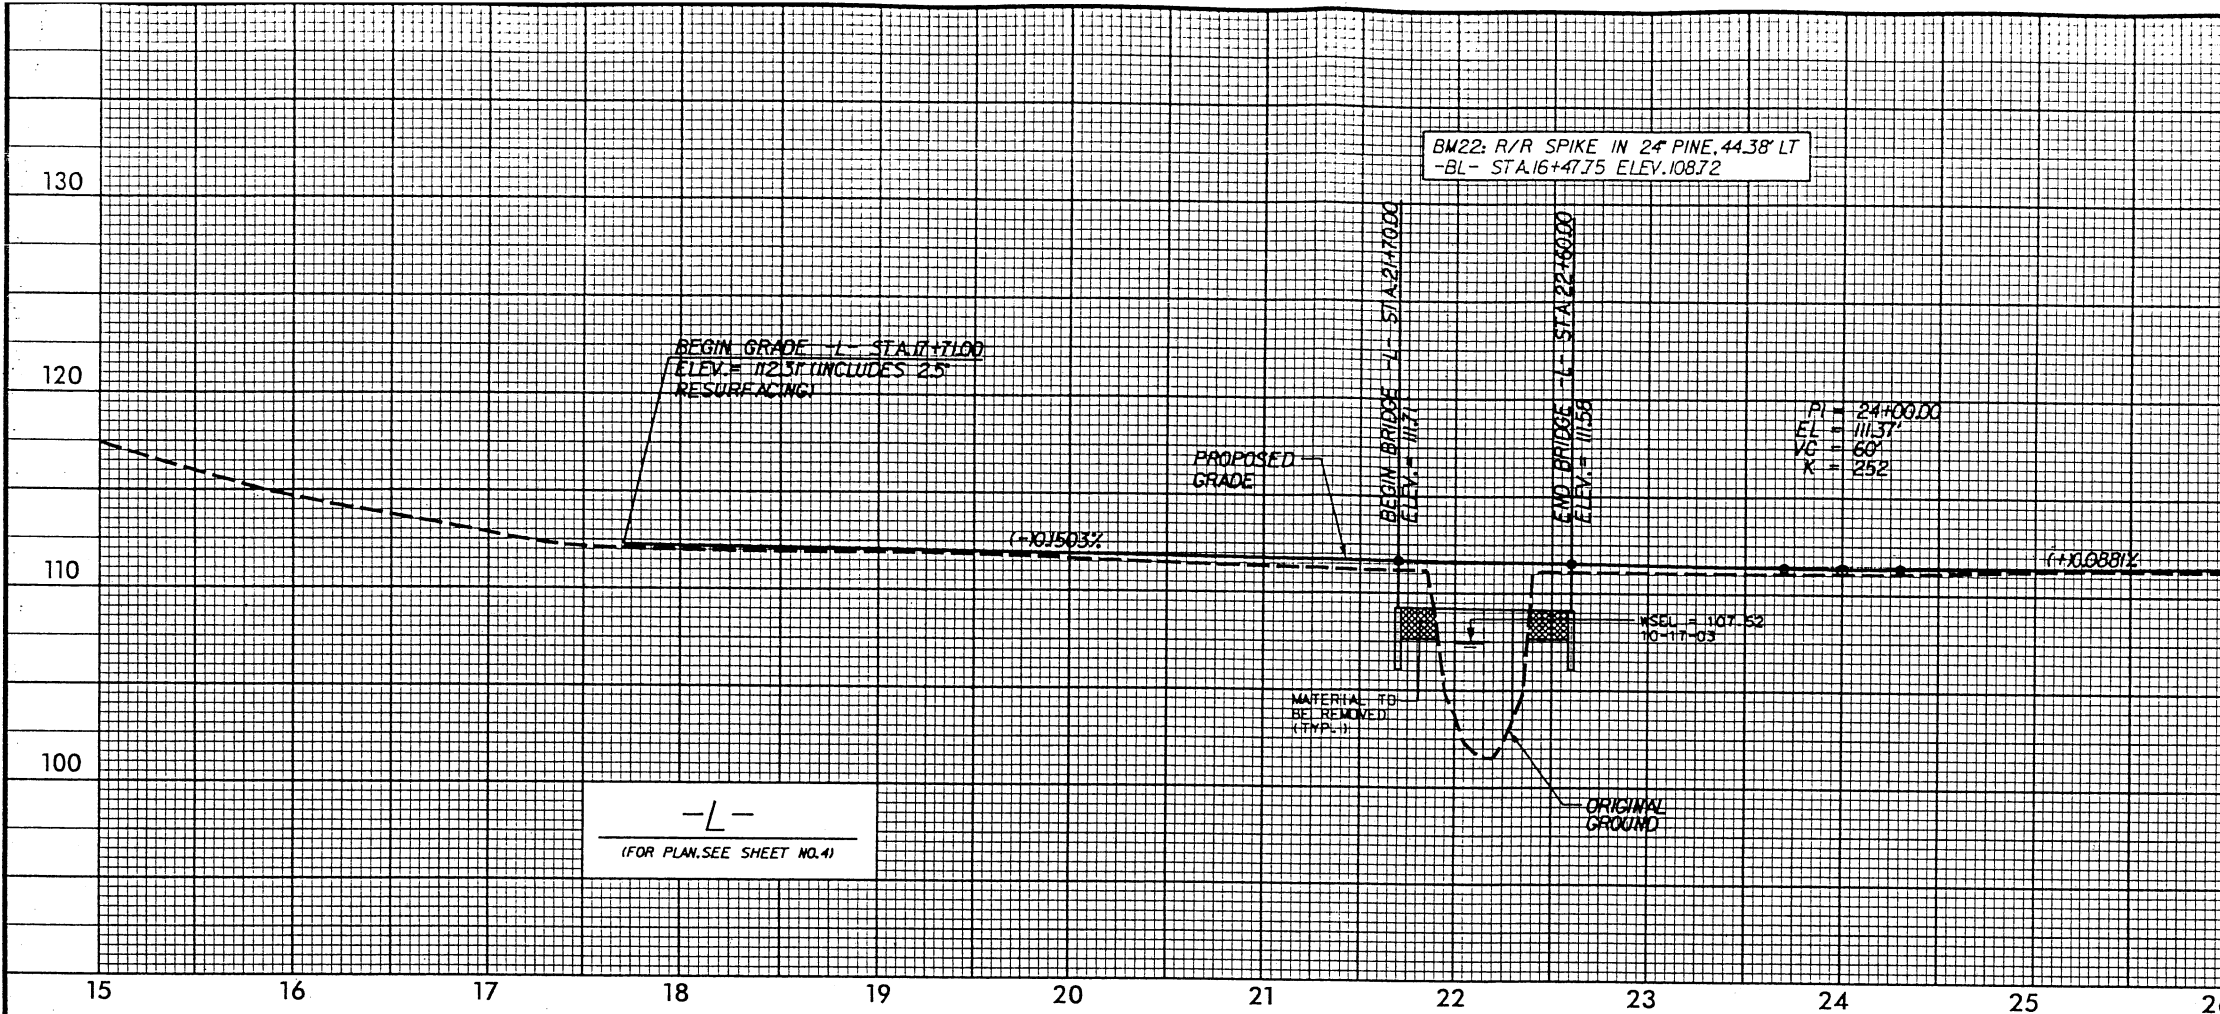 BM22: R/R SPIKE IN 24" PINE, 44.38' LT
-BL- STA.16+47.75 ELEV.108.72
130
120
110
100
BEGIN GRADE -L- STA.17+71.00
ELEV.= 112.31' (INCLUDES 2.5"
RESURFACING)
PROPOSED
GRADE
BEGIN BRIDGE -L- STA.21+70.00
ELEV.= 111.71'
END BRIDGE -L- STA.22+60.00
ELEV.= 111.58'
PI = 24+00.00
EL = 111.37'
VC = 60'
K = 252
(-)0.1503%
(+)0.0881%
WSEL = 107.52
10-17-03
MATERIAL TO
BE REMOVED
(TYP.)
ORIGINAL
GROUND
-L-
(FOR PLAN, SEE SHEET NO.4)
15 16 17 18 19 20 21 22 23 24 25